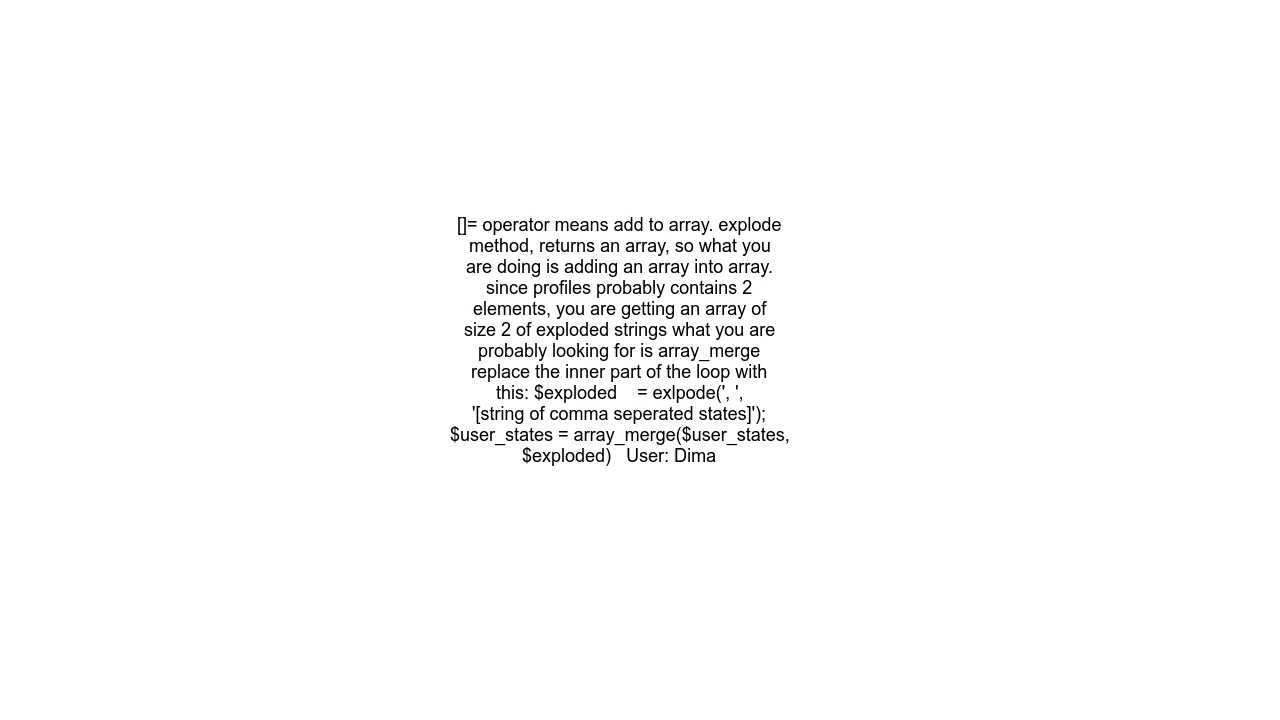 []= operator means add to array. explode
method, returns an array, so what you
are doing is adding an array into array.
since profiles probably contains 2
elements, you are getting an array of
size 2 of exploded strings what you are
probably looking for is array_merge
replace the inner part of the loop with
this: $exploded    = exlpode(', ',
'[string of comma seperated states]');
$user_states = array_merge($user_states,
$exploded)   User: Dima